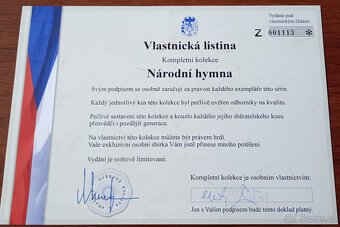 Vydáno pod
vlastnickým číslem:
Z 001113 ✻
Vlastnická listina
Kompletní kolekce
Národní hymna
Svým podpisem se osobně zaručuji za pravost každého exempláře této série.
Každý jednotlivý kus této kolekce byl pečlivě ověřen odborníky na kvalitu.
Pečlivé sestavení této kolekce a kouzlo každého jejího sběratelského kusu
přesvědčí i pozdější generace.
Na vlastnictví této kolekce můžete být právem hrdi.
Vaše exkluzivní osobní sbírka Vám jistě přinese mnoho potěšení.
Vydání je světově limitované.
Kompletní kolekce je osobním vlastnictvím:
Jen s Vaším podpisem bude tento doklad platný.